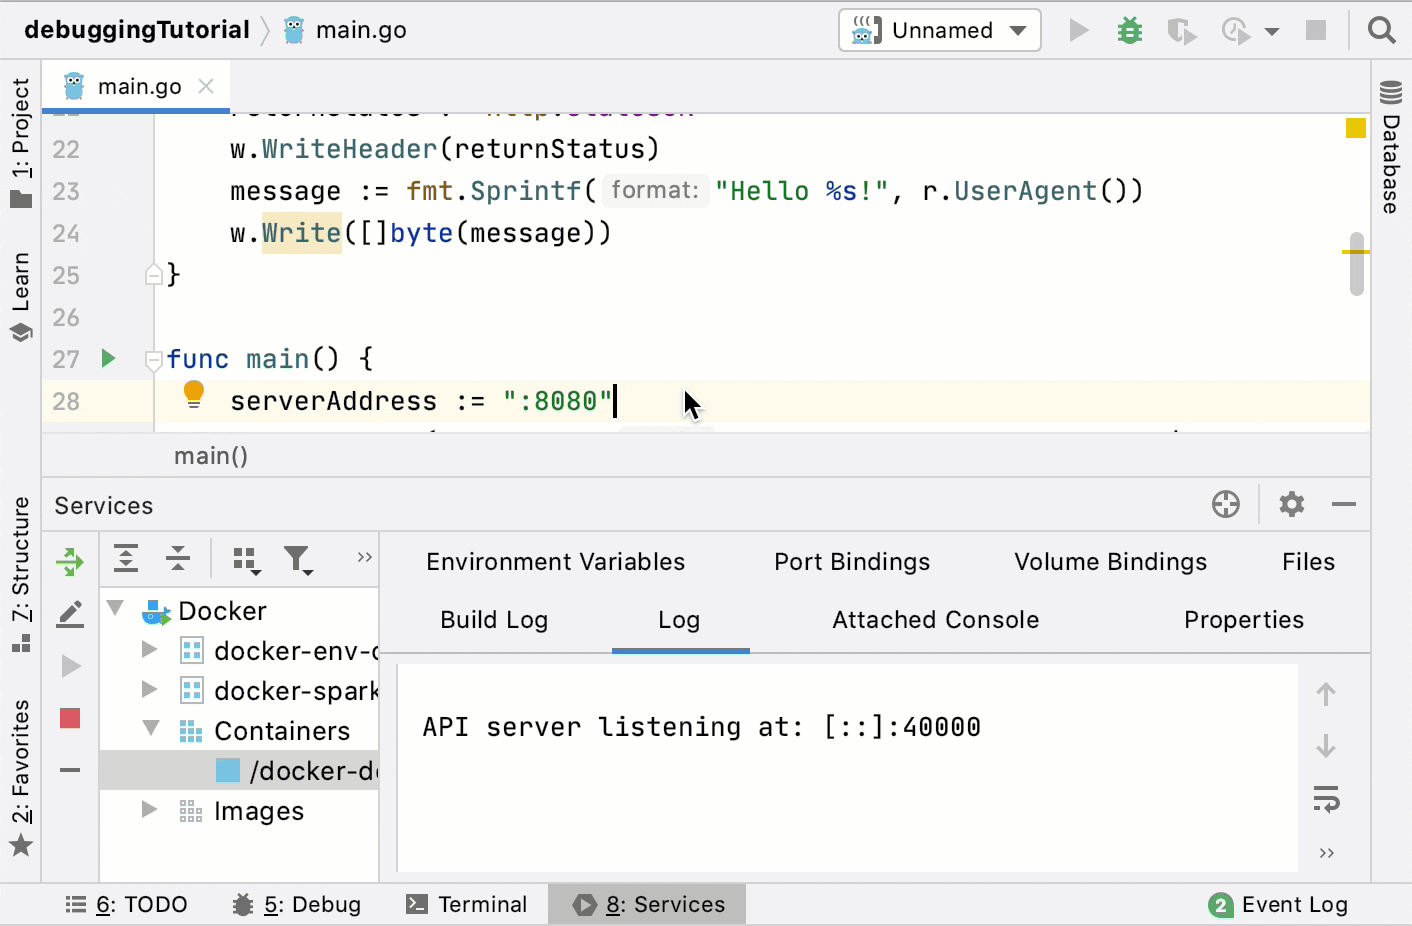 debuggingTutorial
main.go
Unnamed
1: Project
Learn
7: Structure
2: Favorites
Database
main.go
22 w.WriteHeader(returnStatus)
23 message := fmt.Sprintf( format: "Hello %s!", r.UserAgent())
24 w.Write([]byte(message))
25 }
26
27 func main() {
28 serverAddress := ":8080"
main()
Services
Docker
docker-env-
docker-spark
Containers
/docker-d
Images
Environment Variables
Port Bindings
Volume Bindings
Files
Build Log
Log
Attached Console
Properties
API server listening at: [::]:40000
6: TODO
5: Debug
Terminal
8: Services
2 Event Log